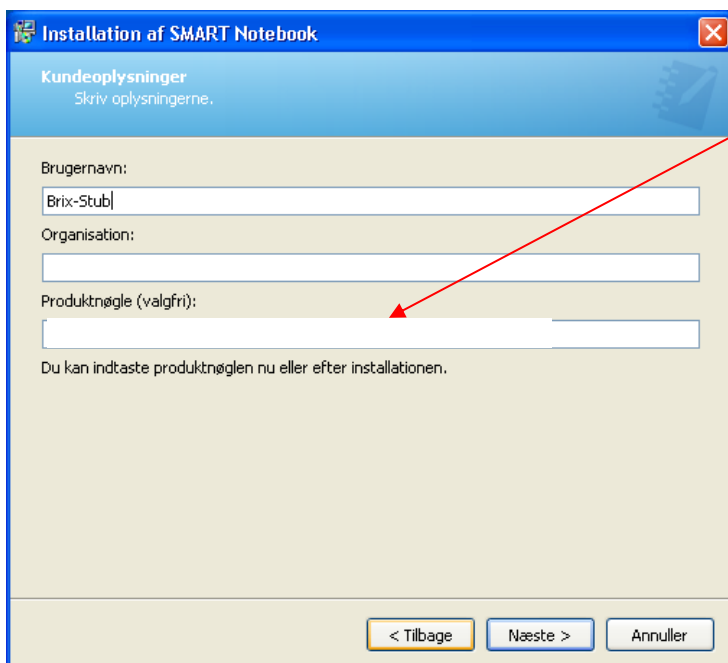 Installation af SMART Notebook
Kundeoplysninger
Skriv oplysningerne.
Brugernavn:
Brix-Stub
Organisation:
Produktnøgle (valgfri):
Du kan indtaste produktnøglen nu eller efter installationen.
< Tilbage
Næste >
Annuller